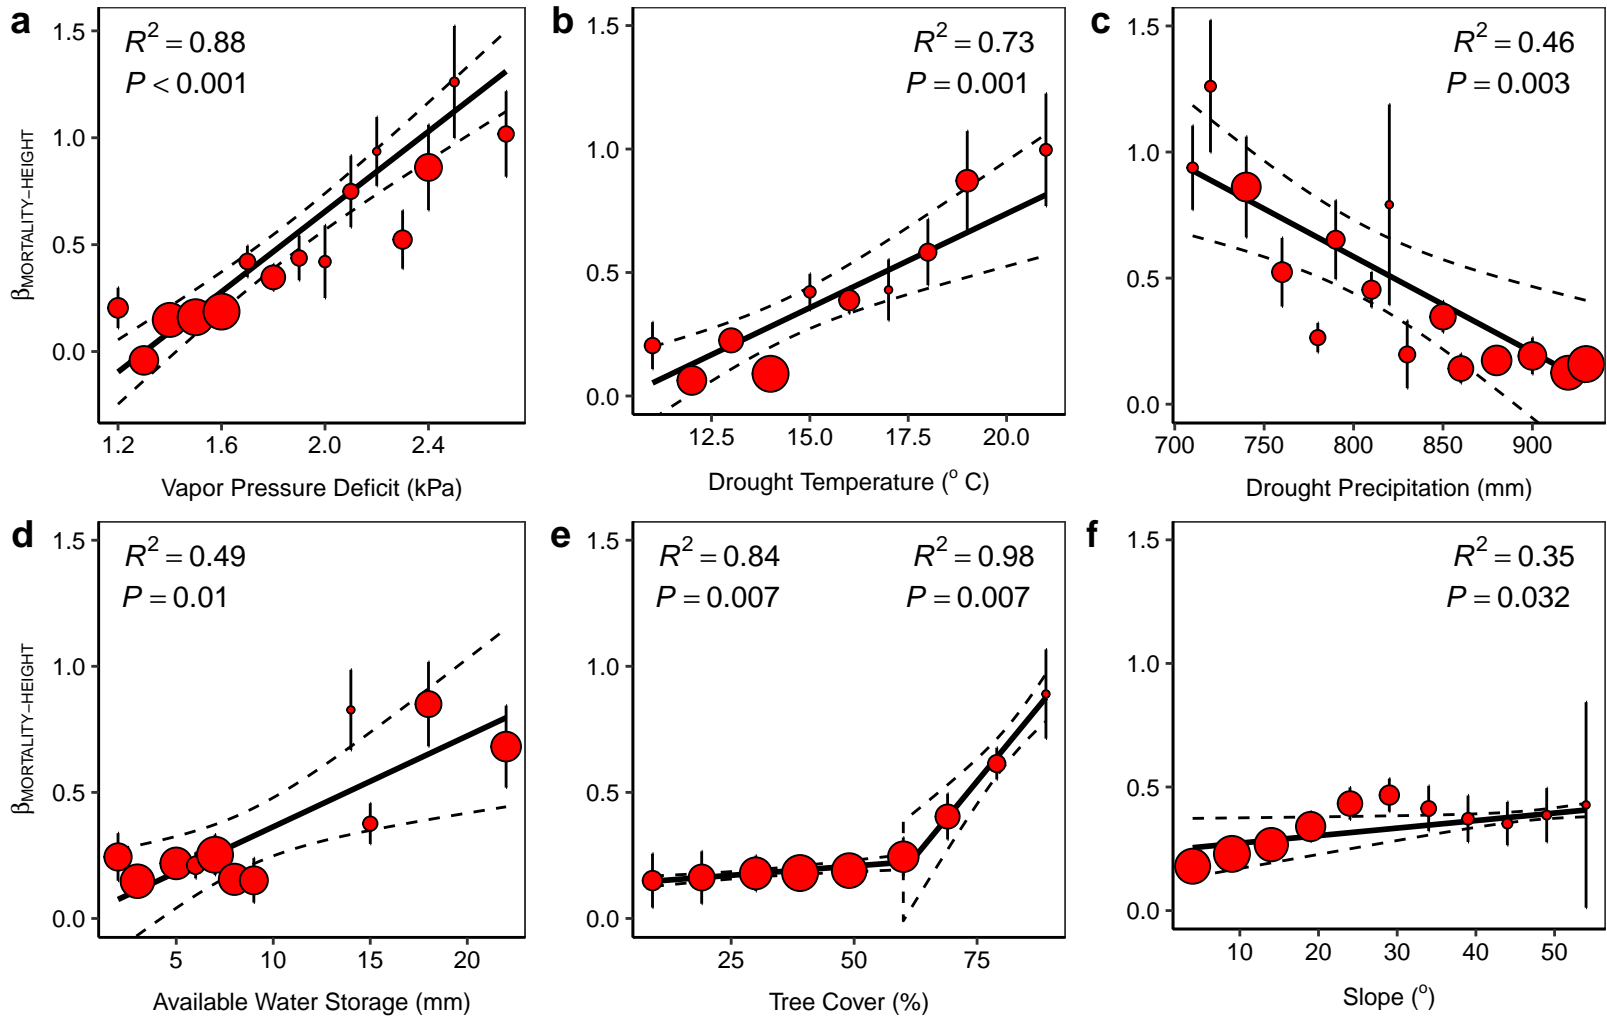 a
R² = 0.88
P < 0.001
1.5
1.0
0.5
0.0
βMORTALITY−HEIGHT
1.2 1.6 2.0 2.4
Vapor Pressure Deficit (kPa)
b
R² = 0.73
P = 0.001
1.5
1.0
0.5
0.0
12.5 15.0 17.5 20.0
Drought Temperature (° C)
c
R² = 0.46
P = 0.003
1.5
1.0
0.5
0.0
700 750 800 850 900
Drought Precipitation (mm)
d
R² = 0.49
P = 0.01
1.5
1.0
0.5
0.0
βMORTALITY−HEIGHT
5 10 15 20
Available Water Storage (mm)
e
R² = 0.84 R² = 0.98
P = 0.007 P = 0.007
1.5
1.0
0.5
0.0
25 50 75
Tree Cover (%)
f
R² = 0.35
P = 0.032
1.5
1.0
0.5
0.0
10 20 30 40 50
Slope (°)